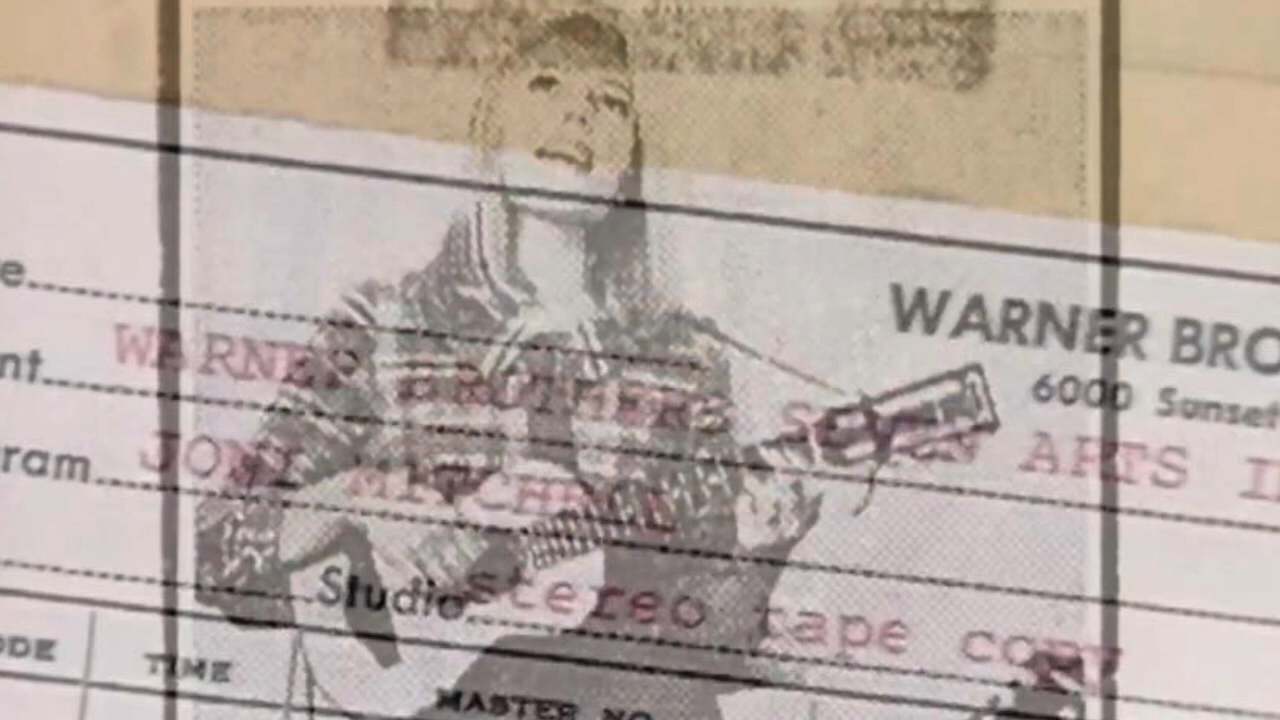 WARNER BRO
e
6000 Sunset
nt WARNER BROTHERS SEVEN ARTS I
ram JONI MITCHELL
Studio stereo tape copy
ODE TIME MASTER NO.